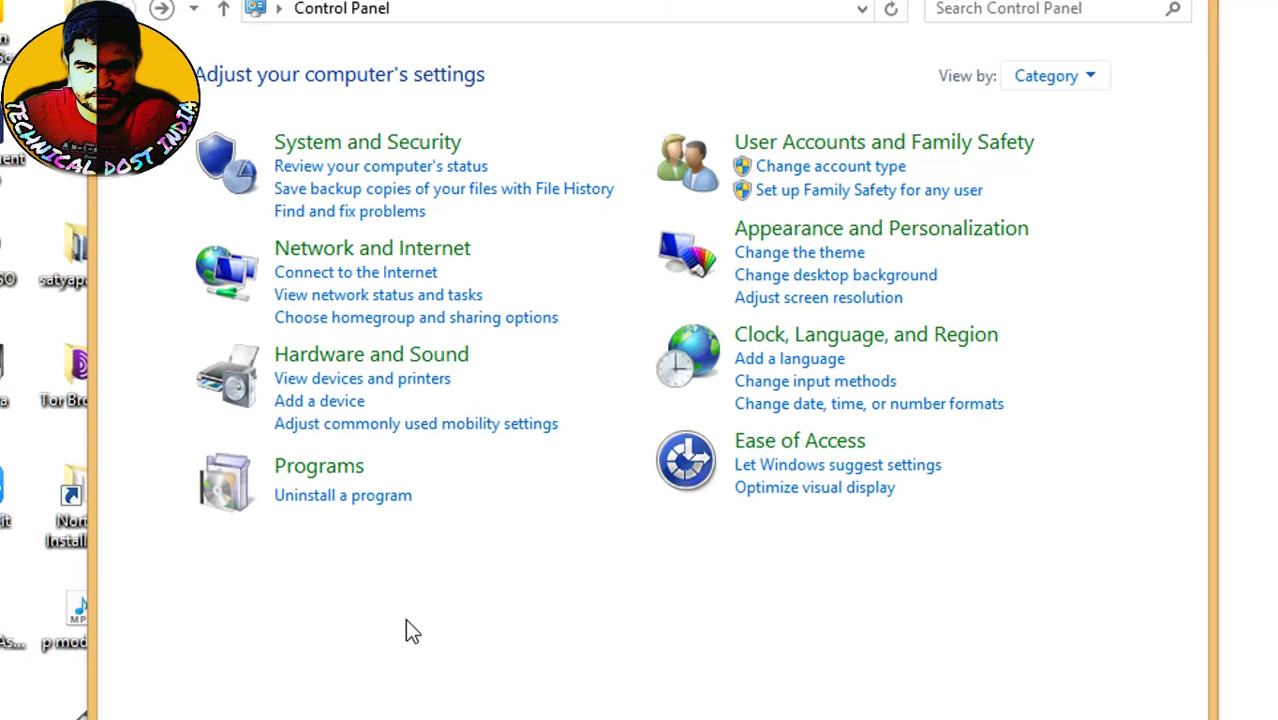 Control Panel
Search Control Panel
TECHNICAL DOST INDIA
Adjust your computer's settings
View by: Category
System and Security
Review your computer's status
Save backup copies of your files with File History
Find and fix problems
Network and Internet
Connect to the Internet
View network status and tasks
Choose homegroup and sharing options
Hardware and Sound
View devices and printers
Add a device
Adjust commonly used mobility settings
Programs
Uninstall a program
User Accounts and Family Safety
Change account type
Set up Family Safety for any user
Appearance and Personalization
Change the theme
Change desktop background
Adjust screen resolution
Clock, Language, and Region
Add a language
Change input methods
Change date, time, or number formats
Ease of Access
Let Windows suggest settings
Optimize visual display
satyap
Tor Bro
Nort
Install
p mod